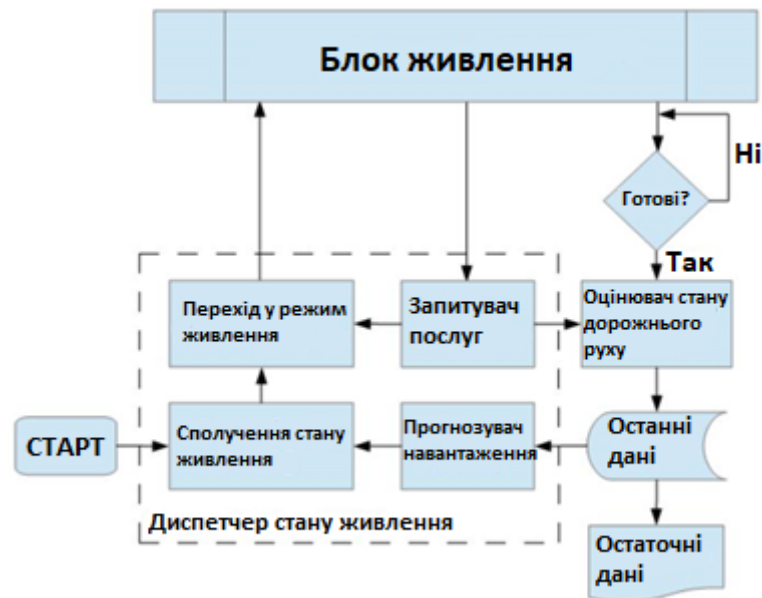 Блок живлення
Ні
Готові?
Так
Перехід у режим
живлення
Запитувач
послуг
Оцінювач стану
дорожнього
руху
СТАРТ
Сполучення стану
живлення
Прогнозувач
навантаження
Останні
дані
Диспетчер стану живлення
Остаточні
дані